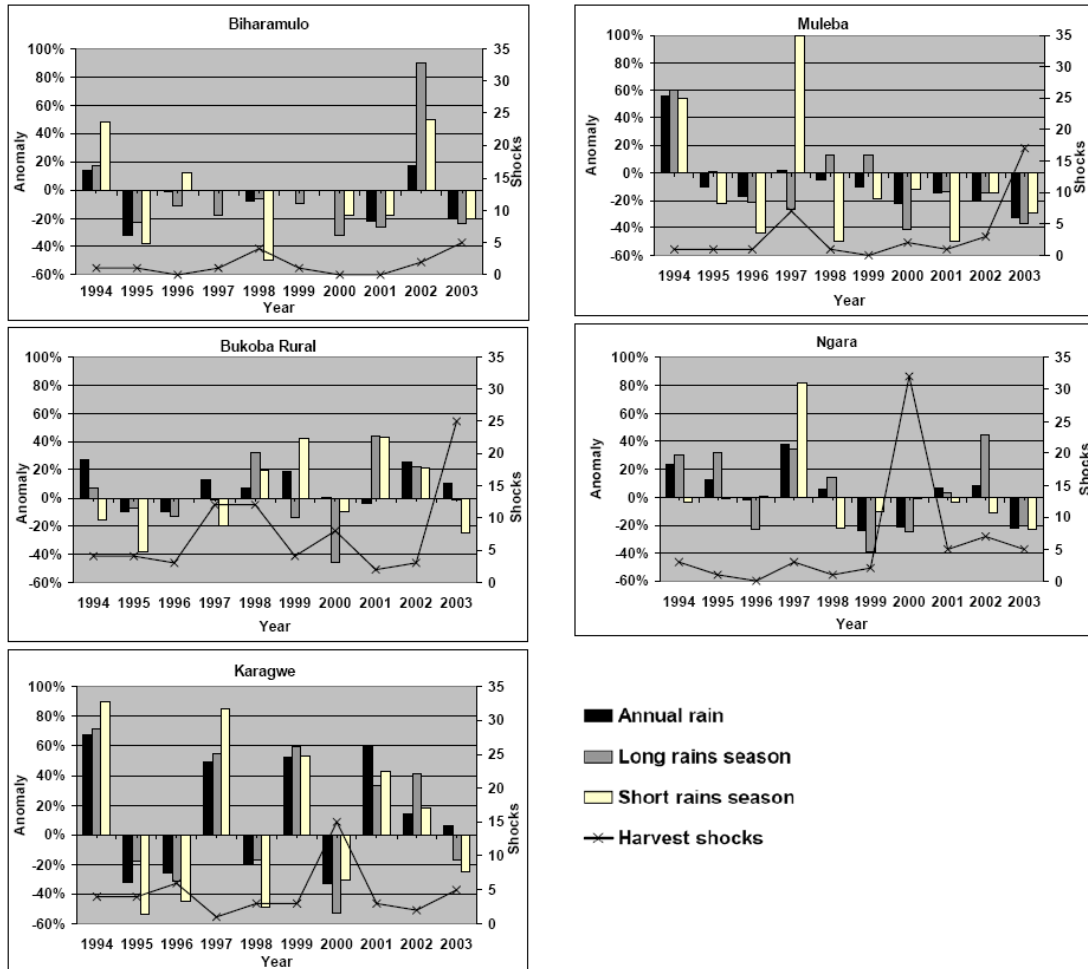 Biharamulo
100% 35
80% 30
60% 25
40% 20
20% 15
0% 10
-20% 5
-40% 0
-60%
Anomaly
Shocks
1994 1995 1996 1997 1998 1999 2000 2001 2002 2003
Year
Muleba
100% 35
80% 30
60% 25
40% 20
20% 15
0% 10
-20% 5
-40% 0
-60%
Anomaly
Shocks
1994 1995 1996 1997 1998 1999 2000 2001 2002 2003
Year
Bukoba Rural
100% 35
80% 30
60% 25
40% 20
20% 15
0% 10
-20% 5
-40% 0
-60%
Anomaly
Shocks
1994 1995 1996 1997 1998 1999 2000 2001 2002 2003
Year
Ngara
100% 35
80% 30
60% 25
40% 20
20% 15
0% 10
-20% 5
-40% 0
-60%
Anomaly
Shocks
1994 1995 1996 1997 1998 1999 2000 2001 2002 2003
Year
Karagwe
100% 35
80% 30
60% 25
40% 20
20% 15
0% 10
-20% 5
-40% 0
-60%
Anomaly
Shocks
1994 1995 1996 1997 1998 1999 2000 2001 2002 2003
Year
Annual rain
Long rains season
Short rains season
Harvest shocks